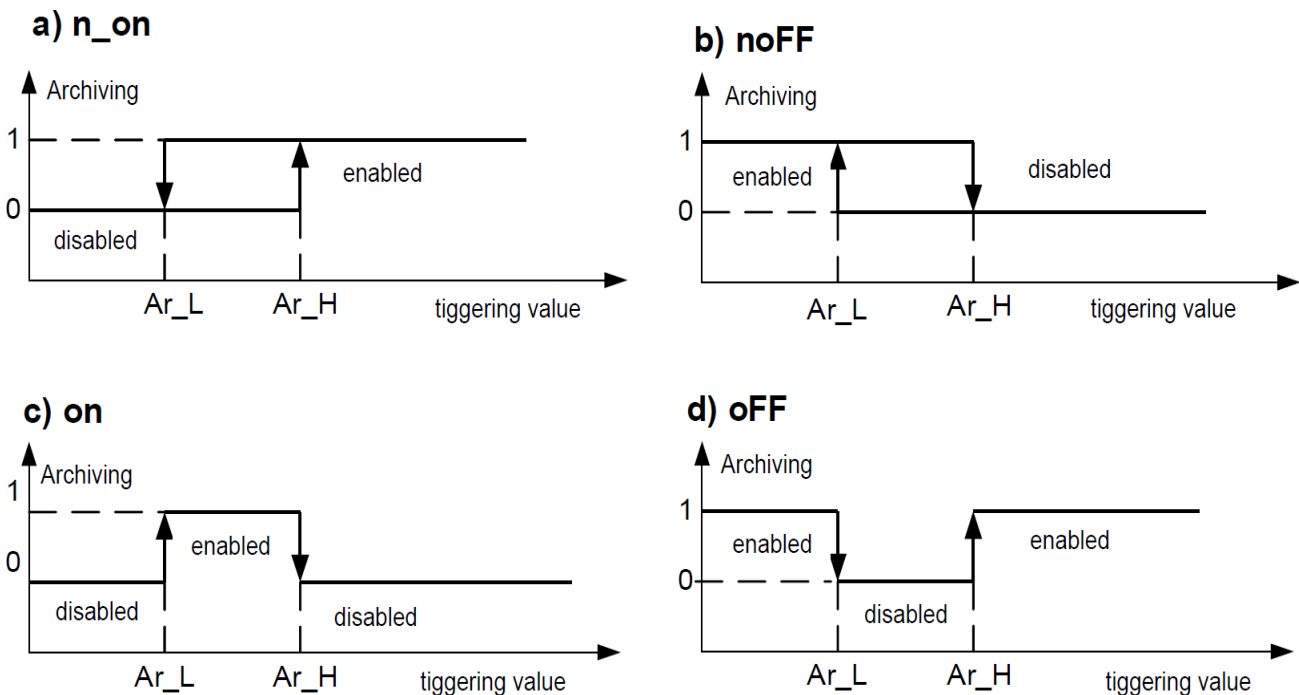 a) n_on
Archiving
1
enabled
0
disabled
Ar_L
Ar_H
tiggering value
b) noFF
Archiving
1
enabled
disabled
0
Ar_L
Ar_H
tiggering value
c) on
Archiving
1
enabled
0
disabled
disabled
Ar_L
Ar_H
tiggering value
d) oFF
Archiving
1
enabled
enabled
0
disabled
Ar_L
Ar_H
tiggering value